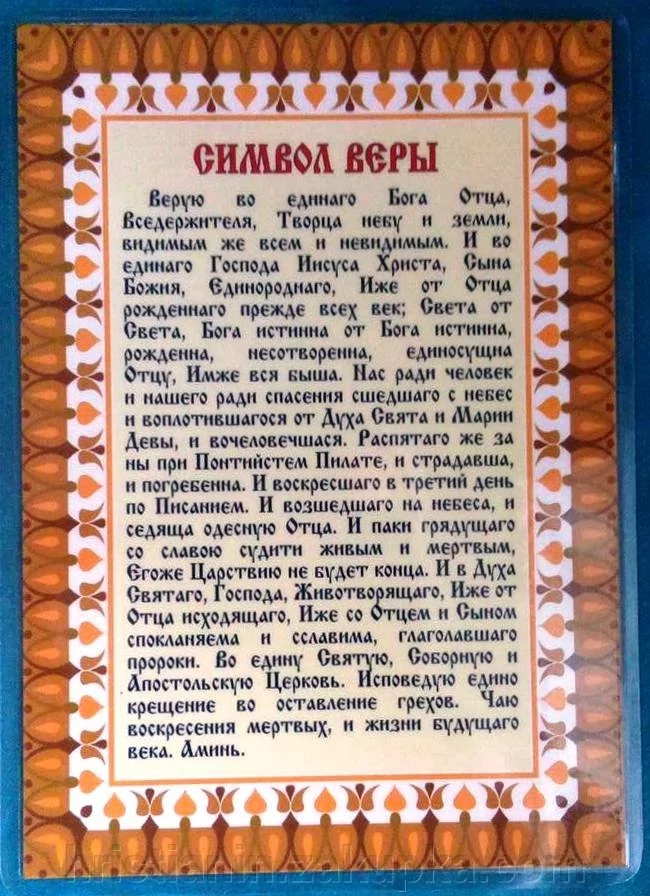 СИМВОЛ ВЕРЫ
Верую во единаго Бога Отца,
Вседержителя, Творца небу и земли,
видимым же всем и невидимым. И во
единаго Господа Иисуса Христа, Сына
Божия, Единороднаго, Иже от Отца
рожденнаго прежде всех век; Света от
Света, Бога истинна от Бога истинна,
рожденна, несотворенна, единосущна
Отцу, Имже вся быша. Нас ради человек
и нашего ради спасения сшедшаго с небес
и воплотившагося от Духа Свята и Марии
Девы, и вочеловечшася. Распятаго же за
ны при Понтийстем Пилате, и страдавша,
и погребенна. И воскресшаго в третий день
по Писанием. И возшедшаго на небеса, и
седяща одесную Отца. И паки грядущаго
со славою судити живым и мертвым,
Егоже Царствию не будет конца. И в Духа
Святаго, Господа, Животворящаго, Иже от
Отца исходящаго, Иже со Отцем и Сыном
спокланяема и сславима, глаголавшаго
пророки. Во едину Святую, Соборную и
Апостольскую Церковь. Исповедую едино
крещение во оставление грехов. Чаю
воскресения мертвых, и жизни будущаго
века. Аминь.
hristianin.zakupka.com